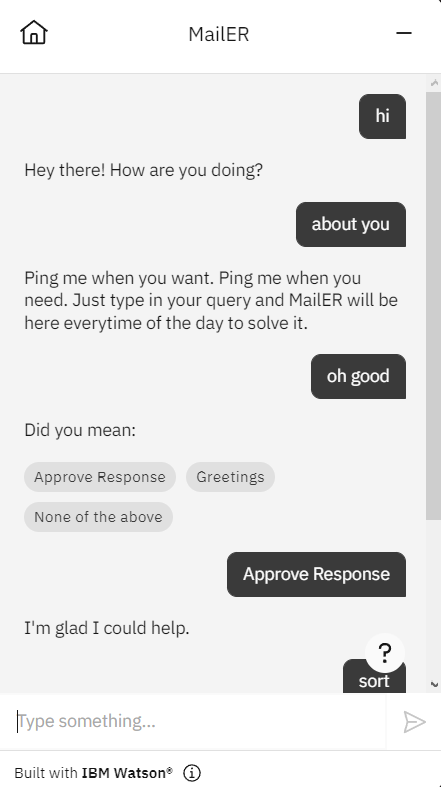 MailER
hi
Hey there! How are you doing?
about you
Ping me when you want. Ping me when you
need. Just type in your query and MailER will be
here everytime of the day to solve it.
oh good
Did you mean:
Approve Response
Greetings
None of the above
Approve Response
I'm glad I could help.
?
sort
Type something...
Built with IBM Watson®